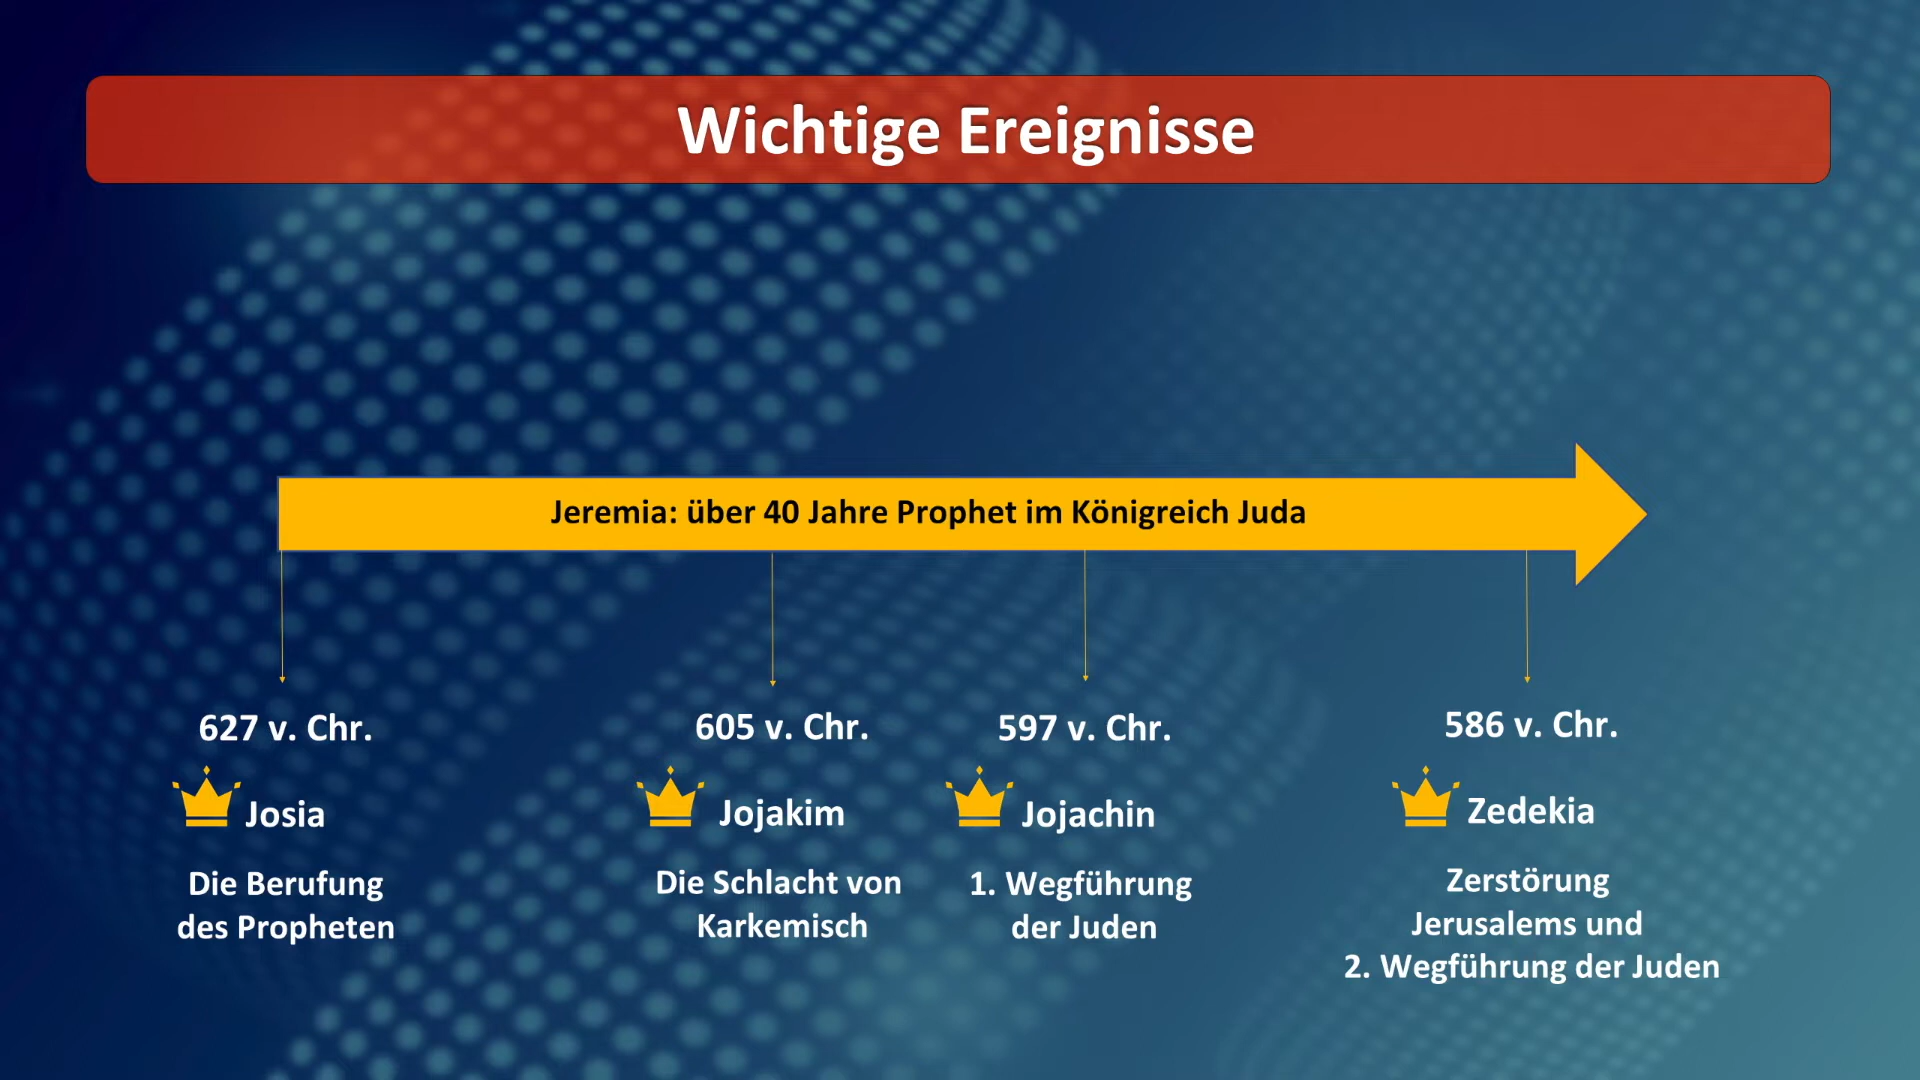 Wichtige Ereignisse
Jeremia: über 40 Jahre Prophet im Königreich Juda
627 v. Chr.
Josia
Die Berufung
des Propheten
605 v. Chr.
Jojakim
Die Schlacht von
Karkemisch
597 v. Chr.
Jojachin
1. Wegführung
der Juden
586 v. Chr.
Zedekia
Zerstörung
Jerusalems und
2. Wegführung der Juden